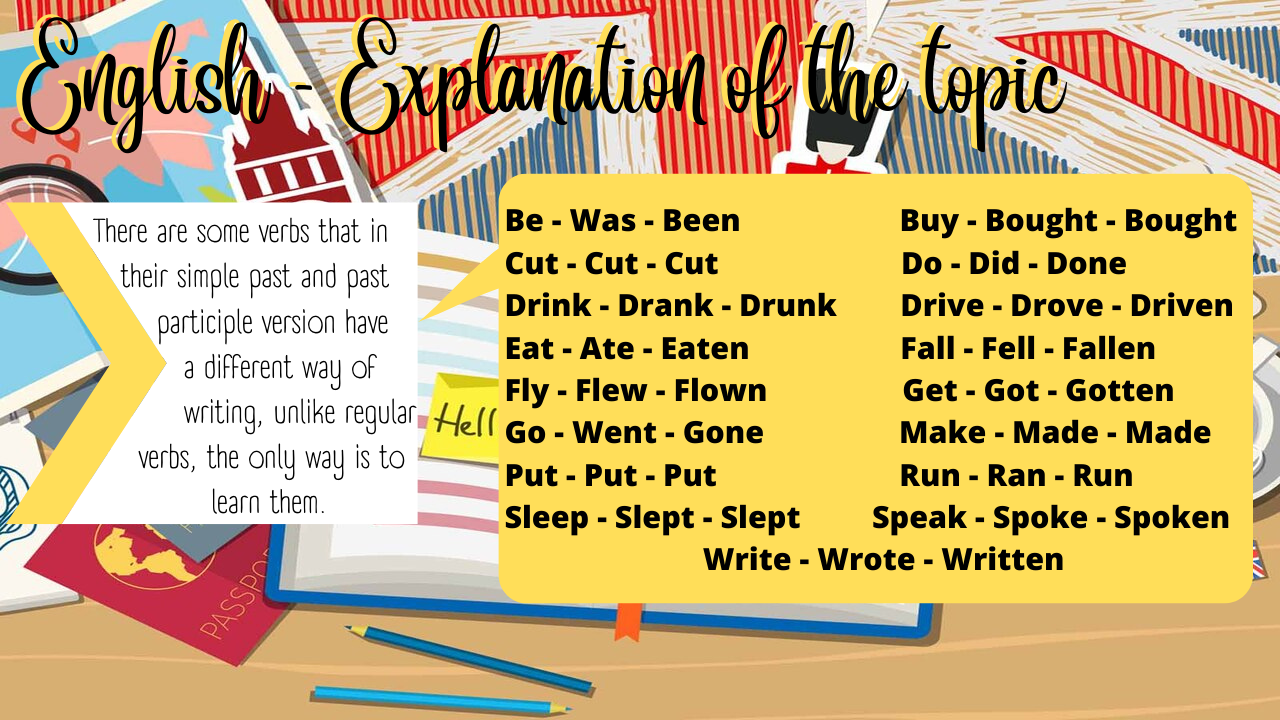 English - Explanation of the topic
There are some verbs that in
their simple past and past
participle version have
a different way of
writing, unlike regular
verbs, the only way is to
learn them.
Hell
Be - Was - Been
Cut - Cut - Cut
Drink - Drank - Drunk
Eat - Ate - Eaten
Fly - Flew - Flown
Go - Went - Gone
Put - Put - Put
Sleep - Slept - Slept
Buy - Bought - Bought
Do - Did - Done
Drive - Drove - Driven
Fall - Fell - Fallen
Get - Got - Gotten
Make - Made - Made
Run - Ran - Run
Speak - Spoke - Spoken
Write - Wrote - Written
PASSPO